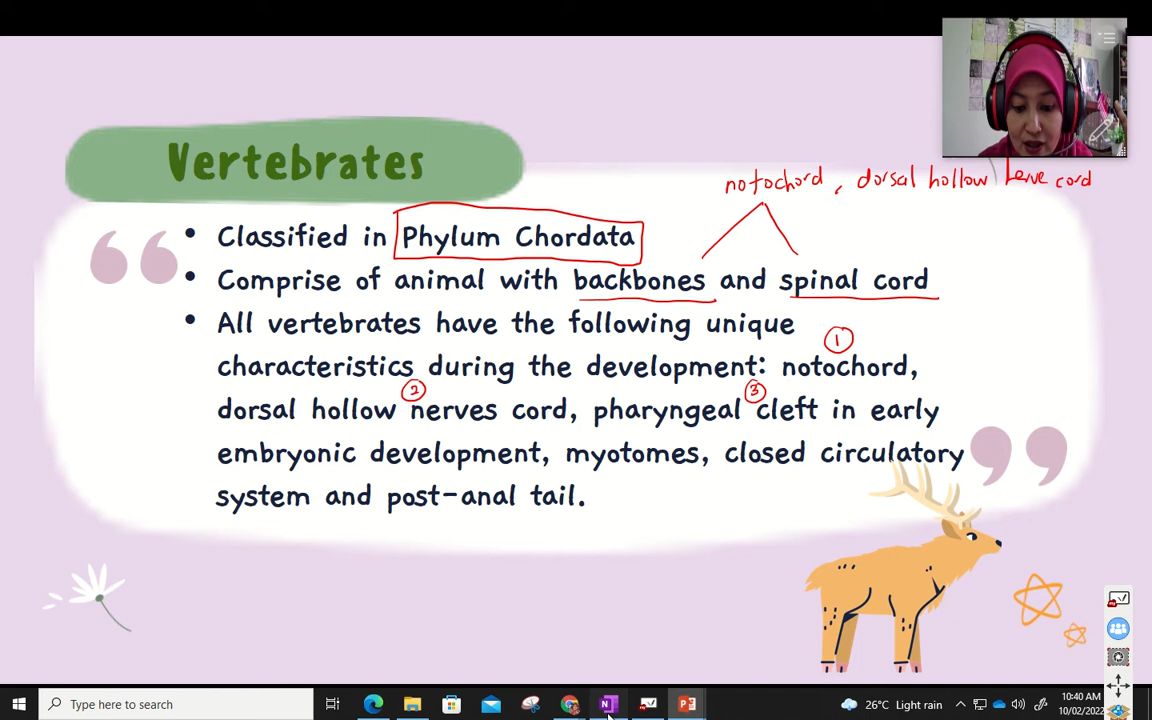 Vertebrates
notochord, dorsal hollow nerve cord
• Classified in Phylum Chordata
• Comprise of animal with backbones and spinal cord
• All vertebrates have the following unique
1
characteristics during the development: notochord,
2 3
dorsal hollow nerves cord, pharyngeal cleft in early
embryonic development, myotomes, closed circulatory
system and post-anal tail.
Type here to search
26°C Light rain
10:40 AM
10/02/2022